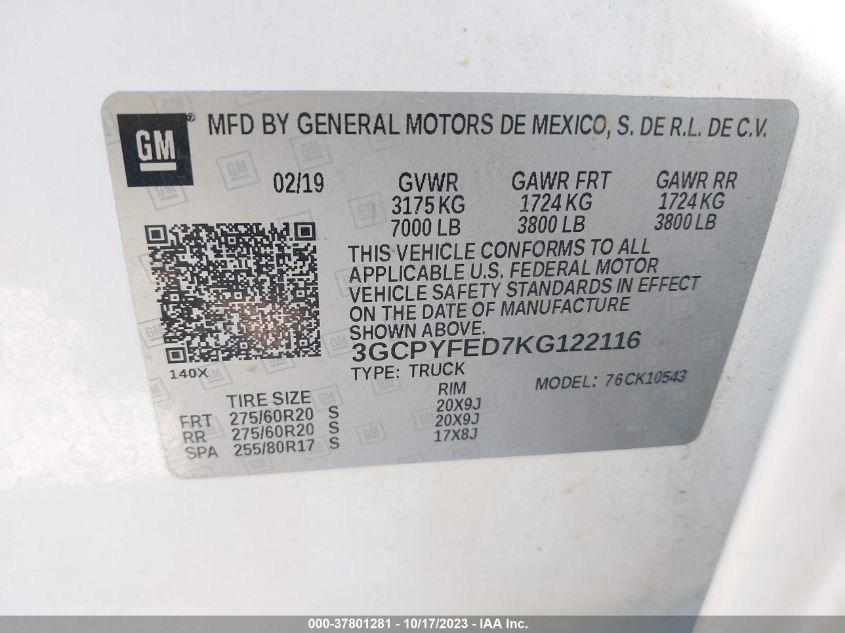 GM ® MFD BY GENERAL MOTORS DE MEXICO, S. DE R.L. DE C.V.
02/19 GVWR GAWR FRT GAWR RR
3175 KG 1724 KG 1724 KG
7000 LB 3800 LB 3800 LB
THIS VEHICLE CONFORMS TO ALL
APPLICABLE U.S. FEDERAL MOTOR
VEHICLE SAFETY STANDARDS IN EFFECT
ON THE DATE OF MANUFACTURE
SHOWN ABOVE.
3GCPYFED7KG122116
140X TYPE: TRUCK MODEL: 76CK10543
TIRE SIZE RIM
FRT 275/60R20 S 20X9J
RR 275/60R20 S 20X9J
SPA 255/80R17 S 17X8J
000-37801281 - 10/17/2023 - IAA Inc.